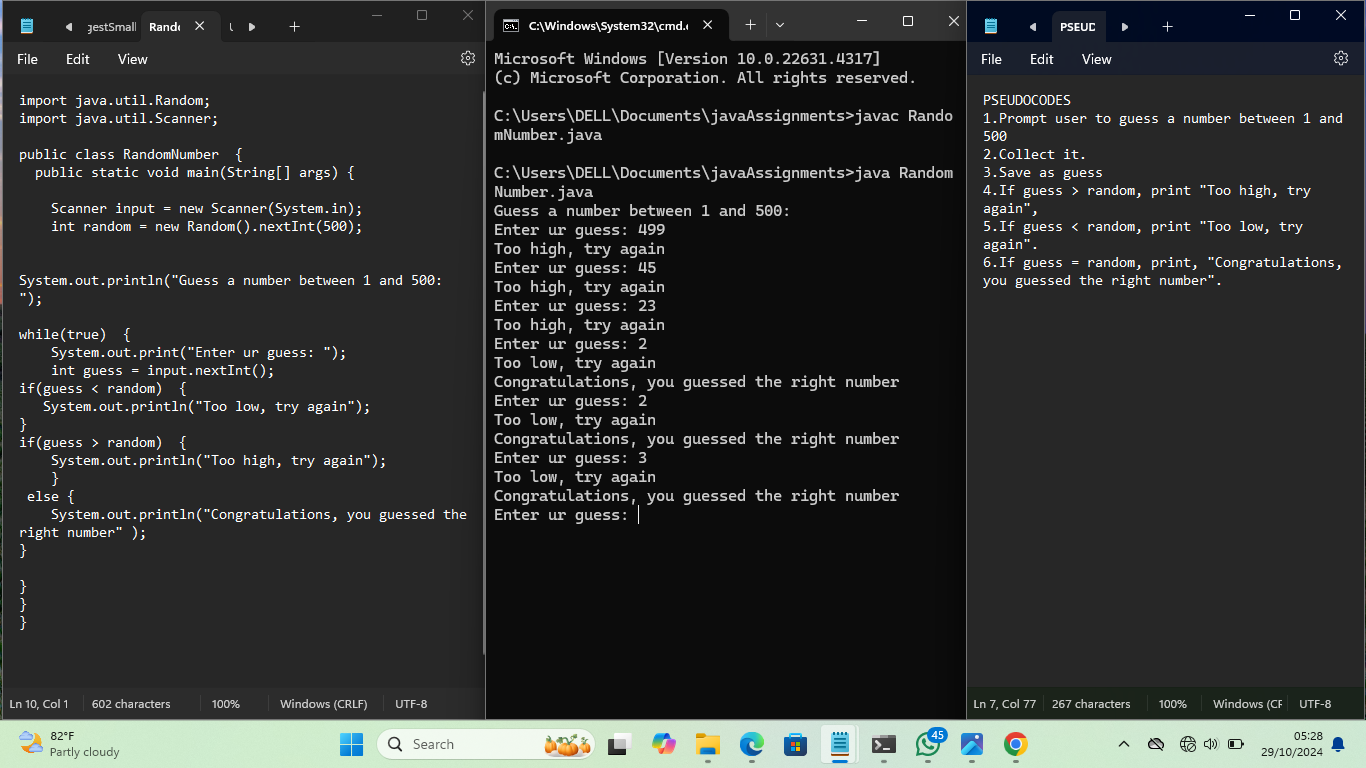 gestSmall
Rand
File
Edit
View
import java.util.Random;
import java.util.Scanner;
public class RandomNumber  {
public static void main(String[] args) {
Scanner input = new Scanner(System.in);
int random = new Random().nextInt(500);
System.out.println("Guess a number between 1 and 500:
");
while(true)  {
System.out.print("Enter ur guess: ");
int guess = input.nextInt();
if(guess < random)  {
System.out.println("Too low, try again");
}
if(guess > random)  {
System.out.println("Too high, try again");
}
else {
System.out.println("Congratulations, you guessed the
right number" );
}
}
}
}
Ln 10, Col 1
602 characters
100%
Windows (CRLF)
UTF-8
C:\Windows\System32\cmd.e
Microsoft Windows [Version 10.0.22631.4317]
(c) Microsoft Corporation. All rights reserved.
C:\Users\DELL\Documents\javaAssignments>javac Rando
mNumber.java
C:\Users\DELL\Documents\javaAssignments>java Random
Number.java
Guess a number between 1 and 500:
Enter ur guess: 499
Too high, try again
Enter ur guess: 45
Too high, try again
Enter ur guess: 23
Too high, try again
Enter ur guess: 2
Too low, try again
Congratulations, you guessed the right number
Enter ur guess: 2
Too low, try again
Congratulations, you guessed the right number
Enter ur guess: 3
Too low, try again
Congratulations, you guessed the right number
Enter ur guess:
PSEUD
File
Edit
View
PSEUDOCODES
1.Prompt user to guess a number between 1 and
500
2.Collect it.
3.Save as guess
4.If guess > random, print "Too high, try
again",
5.If guess < random, print "Too low, try
again".
6.If guess = random, print, "Congratulations,
you guessed the right number".
Ln 7, Col 77
267 characters
100%
Windows (CF
UTF-8
82°F
Partly cloudy
Search
45
05:28
29/10/2024